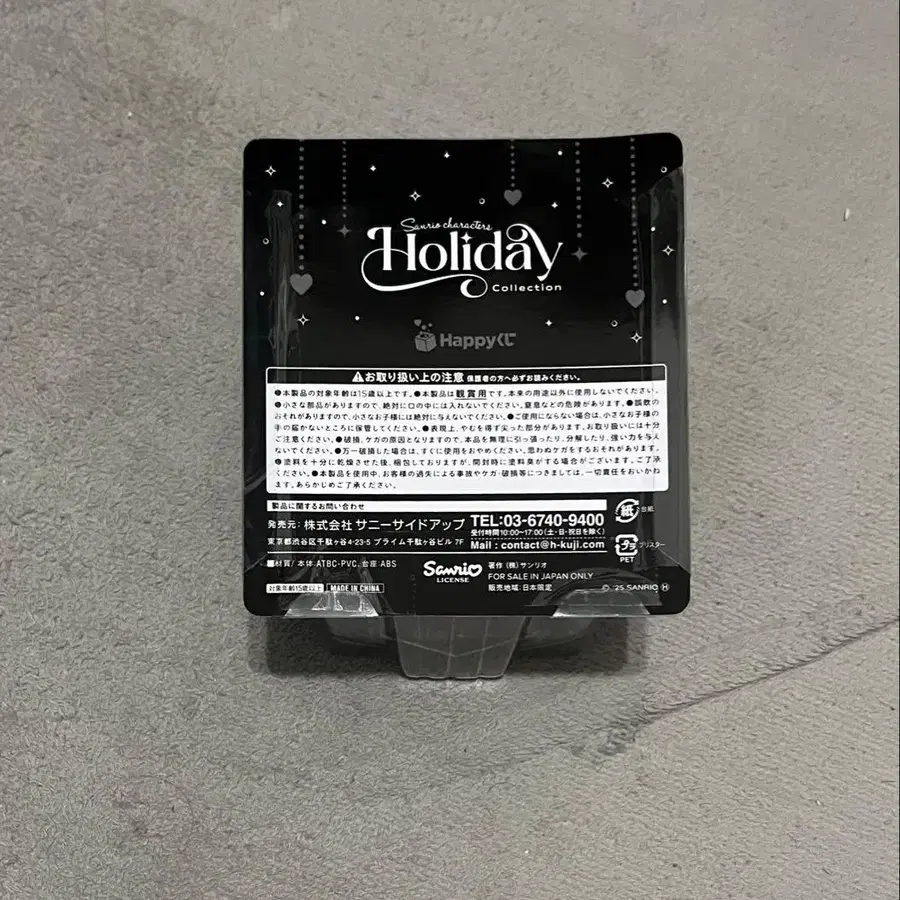 Sanrio characters
Holiday
Collection
Happyくじ
⚠お取り扱い上の注意 保護者の方へ必ずお読みください。
●本製品の対象年齢は15歳以上です。●本製品は観賞用です。本来の用途以外に使用しないでください。
●小さな部品がありますので、絶対に口の中には入れないでください。窒息などの危険があります。●誤飲の
おそれがありますので、小さなお子様には絶対に与えないでください。●ご使用にならない場合は、小さなお子様の
手の届かないところに保管してください。●表現上、やむを得ず尖った部分があります。お取り扱いには十分
ご注意ください。●破損、ケガの原因となりますので、本品を無理に引っ張ったり、分解したり、強い力を与え
ないでください。●万一破損した場合は、すぐに使用をおやめください。思わぬケガをするおそれがあります。
●塗料を十分に乾燥させた後、梱包しておりますが、開封時に塗料臭がする場合がございます。ご了承
ください。●本製品を使用中、お客様の過失による事故やケガ・破損等につきましては、一切責任をおいかね
ます。あらかじめご了承ください。
製品に関するお問い合わせ
発売元:株式会社 サニーサイドアップ
東京都渋谷区千駄ヶ谷4-23-5 プライム千駄ヶ谷ビル 7F
TEL:03-6740-9400
受付時間10:00~17:00(土・日・祝日を除く)
Mail : contact@h-kuji.com
紙 台紙
プラ ブリスター
PET
■材質/本体:ATBC-PVC、台座:ABS
対象年齢15歳以上 MADE IN CHINA
Sanrio
LICENSE
著作 (株)サンリオ
FOR SALE IN JAPAN ONLY
販売地域:日本限定
© '25 SANRIO Ⓗ